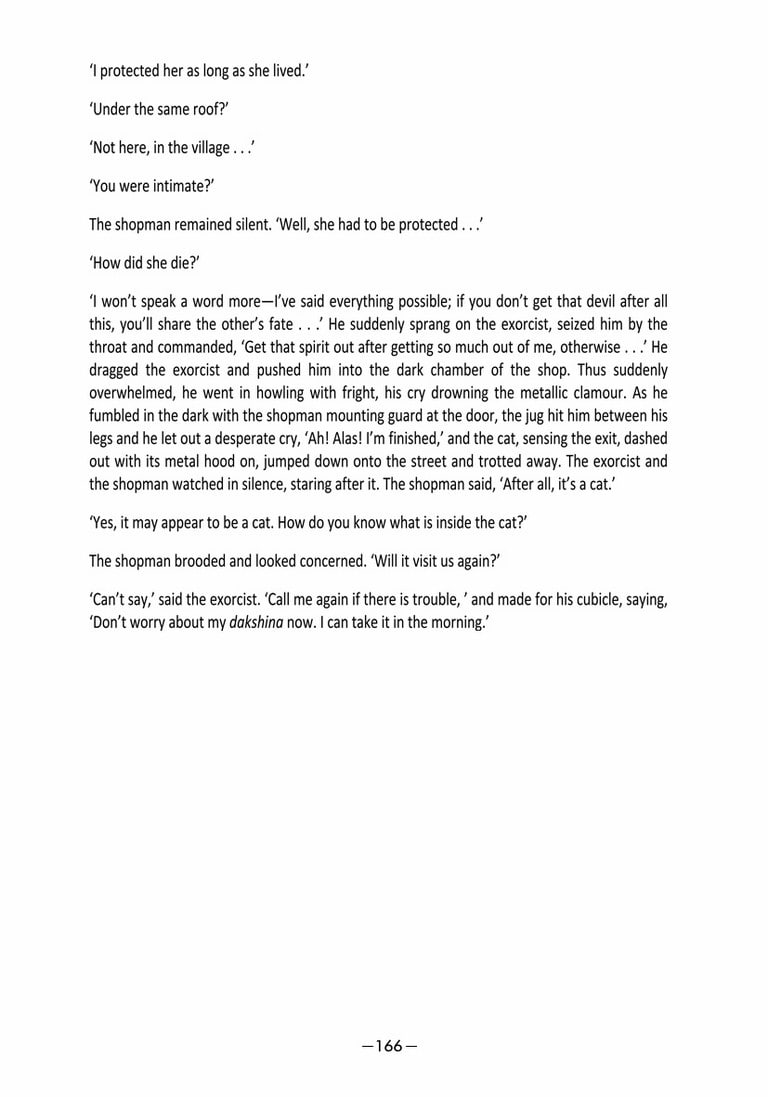 ‘I protected her as long as she lived.’
‘Under the same roof?’
‘Not here, in the village . . .’
‘You were intimate?’
The shopman remained silent. ‘Well, she had to be protected . . .’
‘How did she die?’
‘I won’t speak a word more—I’ve said everything possible; if you don’t get that devil after all
this, you’ll share the other’s fate . . .’ He suddenly sprang on the exorcist, seized him by the
throat and commanded, ‘Get that spirit out after getting so much out of me, otherwise . . .’ He
dragged the exorcist and pushed him into the dark chamber of the shop. Thus suddenly
overwhelmed, he went in howling with fright, his cry drowning the metallic clamour. As he
fumbled in the dark with the shopman mounting guard at the door, the jug hit him between his
legs and he let out a desperate cry, ‘Ah! Alas! I’m finished,’ and the cat, sensing the exit, dashed
out with its metal hood on, jumped down onto the street and trotted away. The exorcist and
the shopman watched in silence, staring after it. The shopman said, ‘After all, it’s a cat.’
‘Yes, it may appear to be a cat. How do you know what is inside the cat?’
The shopman brooded and looked concerned. ‘Will it visit us again?’
‘Can’t say,’ said the exorcist. ‘Call me again if there is trouble, ’ and made for his cubicle, saying,
‘Don’t worry about my dakshina now. I can take it in the morning.’
—166—